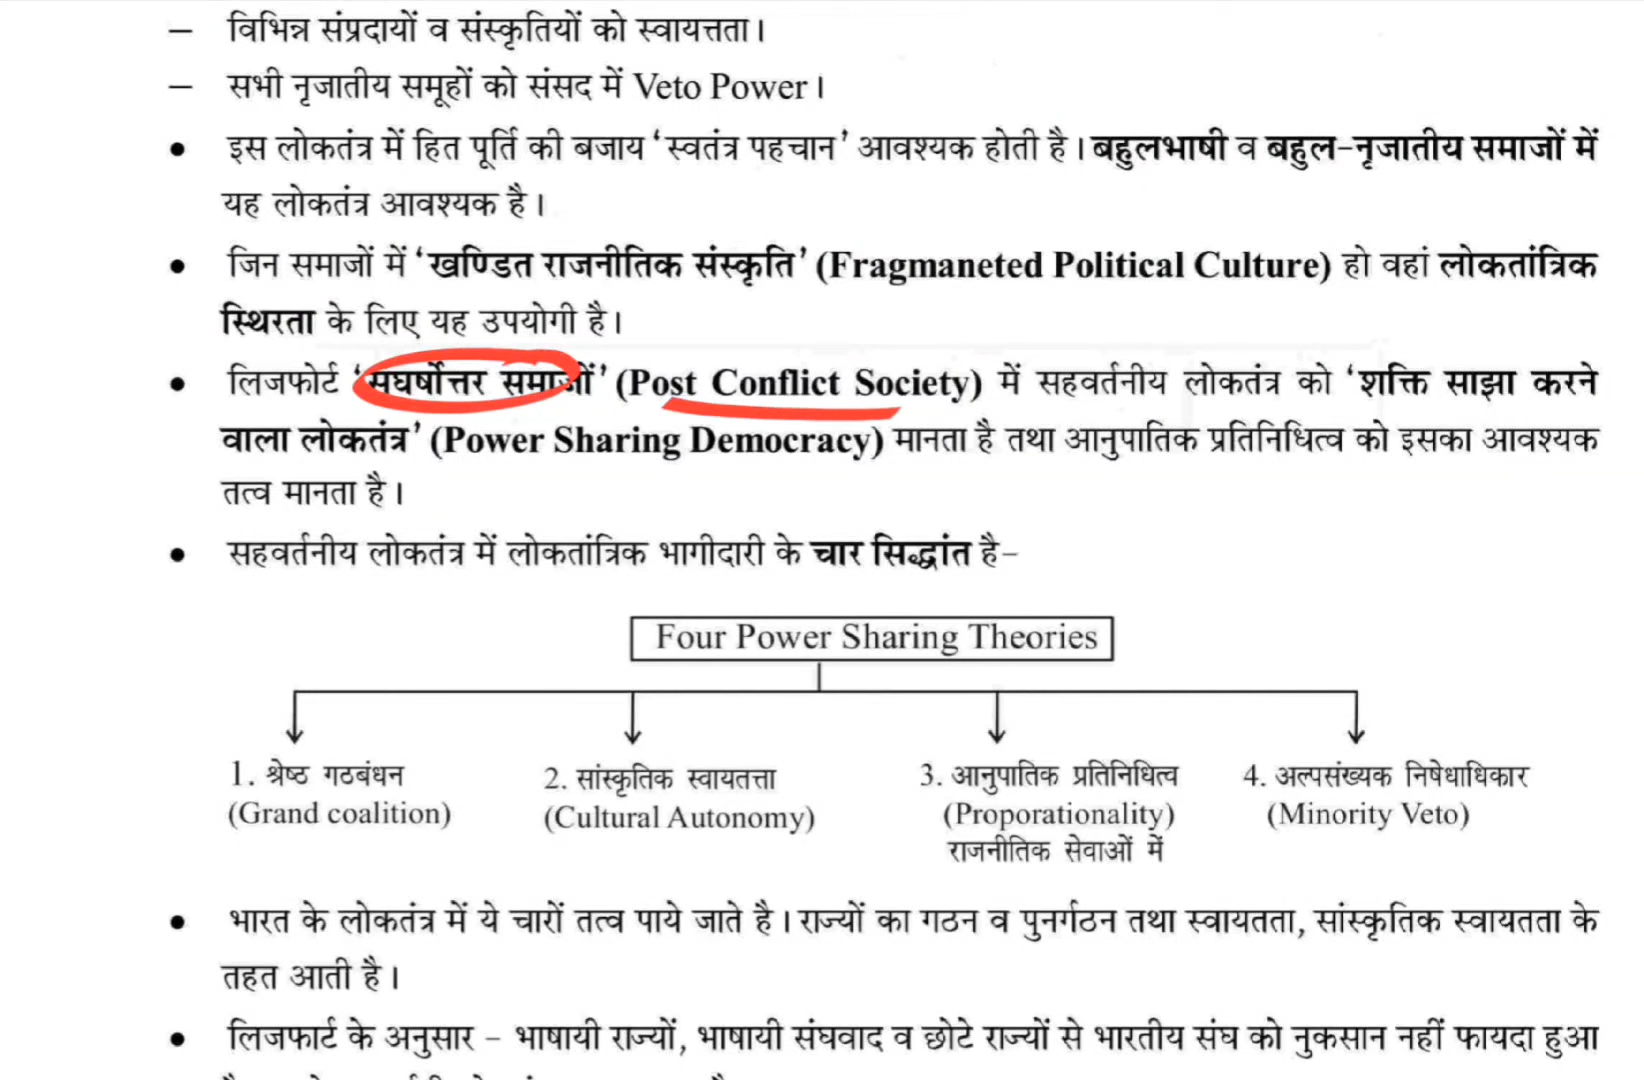 – विभिन्न संप्रदायों व संस्कृतियों को स्वायत्तता।
– सभी नृजातीय समूहों को संसद में Veto Power।
• इस लोकतंत्र में हित पूर्ति की बजाय ‘स्वतंत्र पहचान’ आवश्यक होती है। बहुलभाषी व बहुल-नृजातीय समाजों में
यह लोकतंत्र आवश्यक है।
• जिन समाजों में ‘खण्डित राजनीतिक संस्कृति’ (Fragmaneted Political Culture) हो वहां लोकतांत्रिक
स्थिरता के लिए यह उपयोगी है।
• लिजफोर्ट ‘संघर्षोत्तर समाजों’ (Post Conflict Society) में सहवर्तनीय लोकतंत्र को ‘शक्ति साझा करने
वाला लोकतंत्र’ (Power Sharing Democracy) मानता है तथा आनुपातिक प्रतिनिधित्व को इसका आवश्यक
तत्व मानता है।
• सहवर्तनीय लोकतंत्र में लोकतांत्रिक भागीदारी के चार सिद्धांत है–
Four Power Sharing Theories
1. श्रेष्ठ गठबंधन
(Grand coalition)
2. सांस्कृतिक स्वायतत्ता
(Cultural Autonomy)
3. आनुपातिक प्रतिनिधित्व
(Proporationality)
राजनीतिक सेवाओं में
4. अल्पसंख्यक निषेधाधिकार
(Minority Veto)
• भारत के लोकतंत्र में ये चारों तत्व पाये जाते है। राज्यों का गठन व पुनर्गठन तथा स्वायतता, सांस्कृतिक स्वायतता के
तहत आती है।
• लिजफार्ट के अनुसार – भाषायी राज्यों, भाषायी संघवाद व छोटे राज्यों से भारतीय संघ को नुकसान नहीं फायदा हुआ